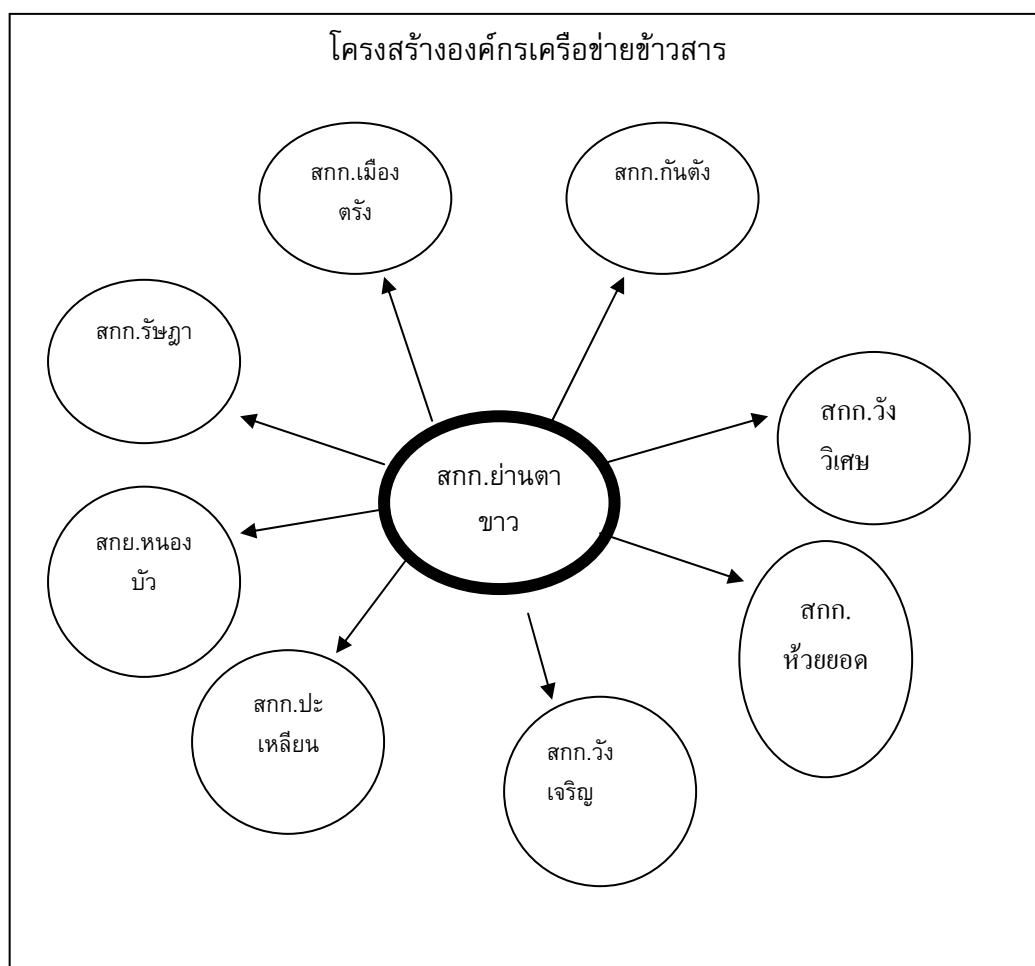 โครงสร้างองค์กรเครือข่ายข้าวสาร
สกก.เมือง
ตรัง
สกก.กันตัง
สกก.รัษฎา
สกก.วัง
วิเศษ
สกก.ย่านตา
ขาว
สกย.หนอง
บัว
สกก.
ห้วยยอด
สกก.ปะ
เหลียน
สกก.วัง
เจริญ